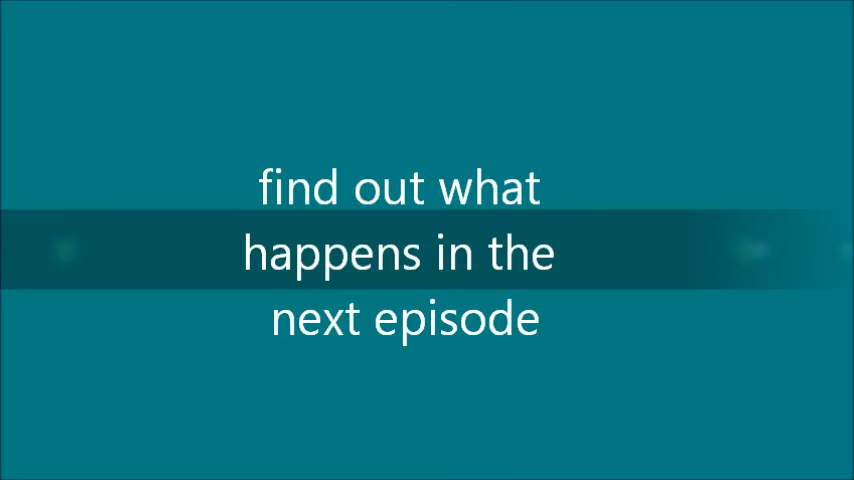 find out what
happens in the
next episode